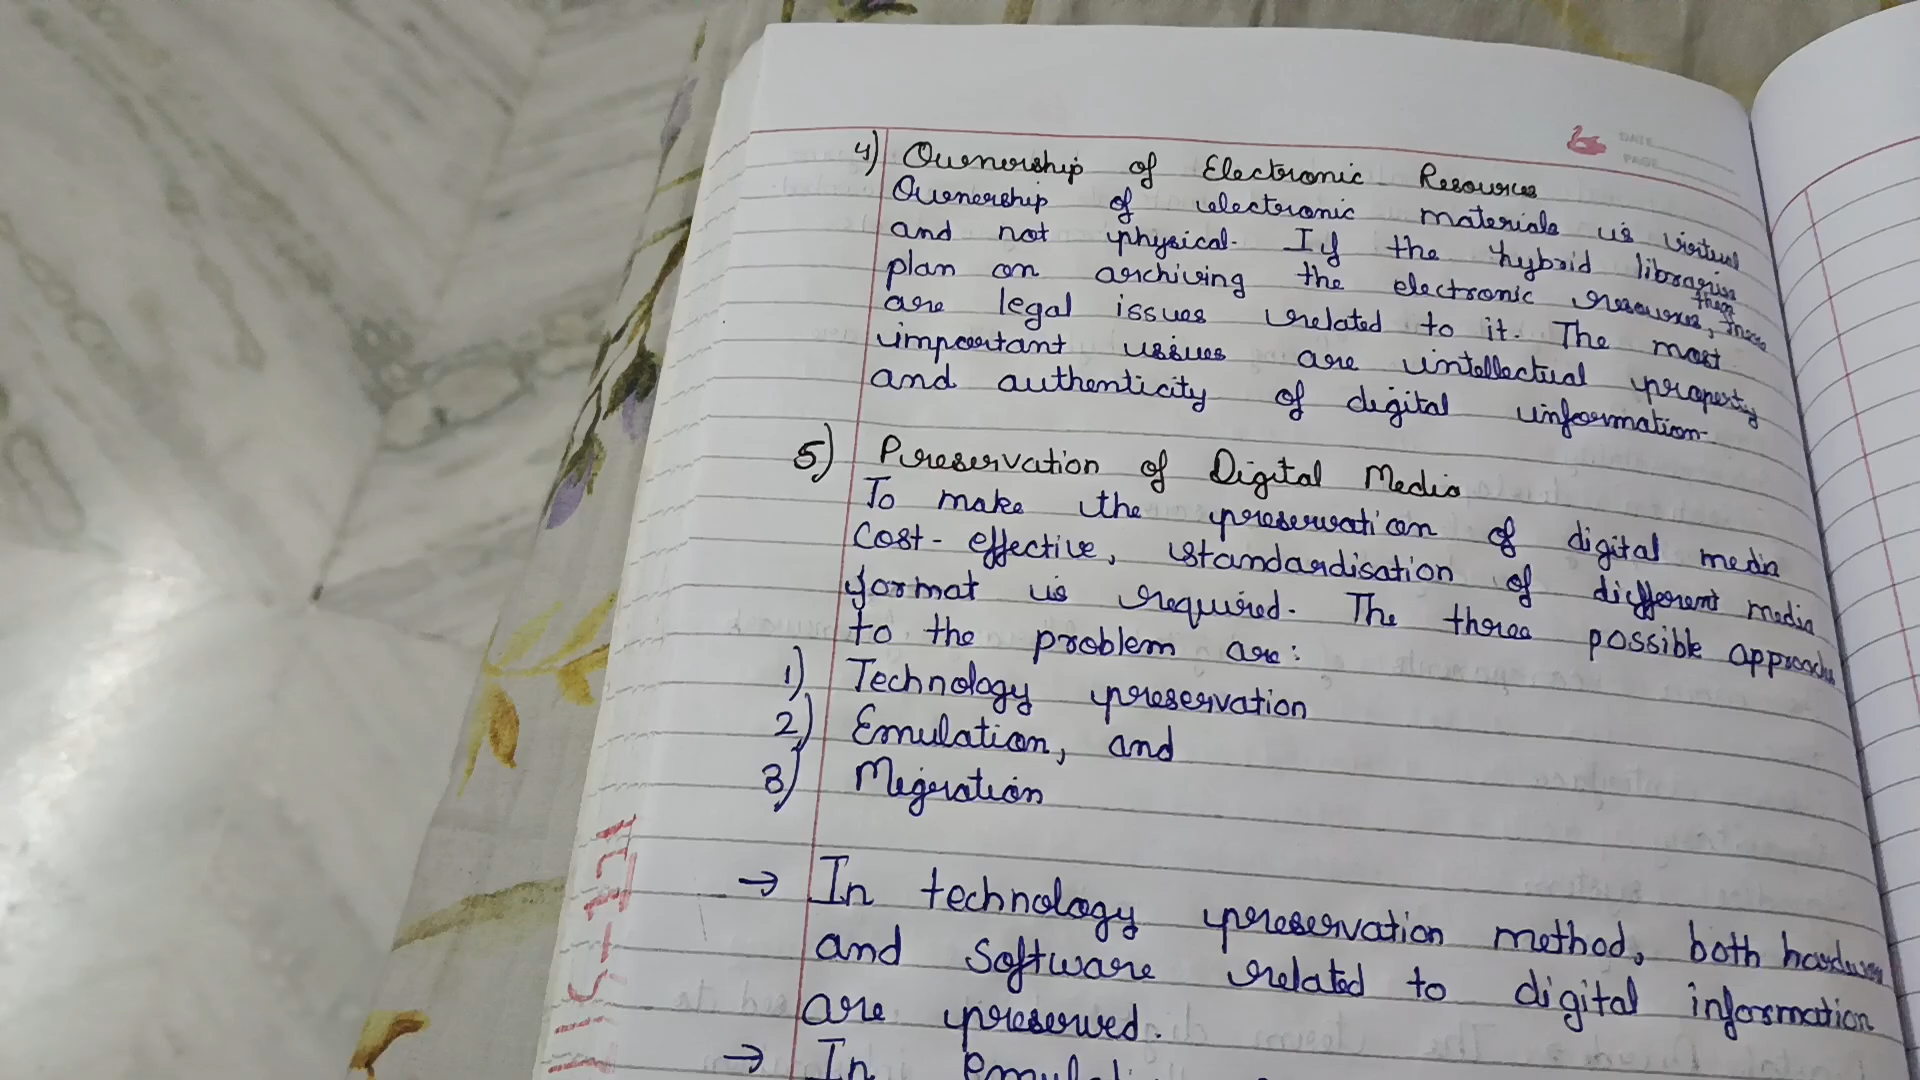 DATE
PAGE
4) Ownership of Electronic Resources
Ownership of electronic materials is virtual
and not physical. If the hybrid libraries
plan on archiving the electronic resources, then there
are legal issues related to it. The most
important issues are intellectual property
and authenticity of digital information.
5) Preservation of Digital Media
To make the preservation of digital media
Cost-effective, standardisation of different media
format is required. The three possible approaches
to the problem are:
1) Technology preservation
2) Emulation, and
3) Migration
→ In technology preservation method, both hardware
and software related to digital information
are preserved.
→ In